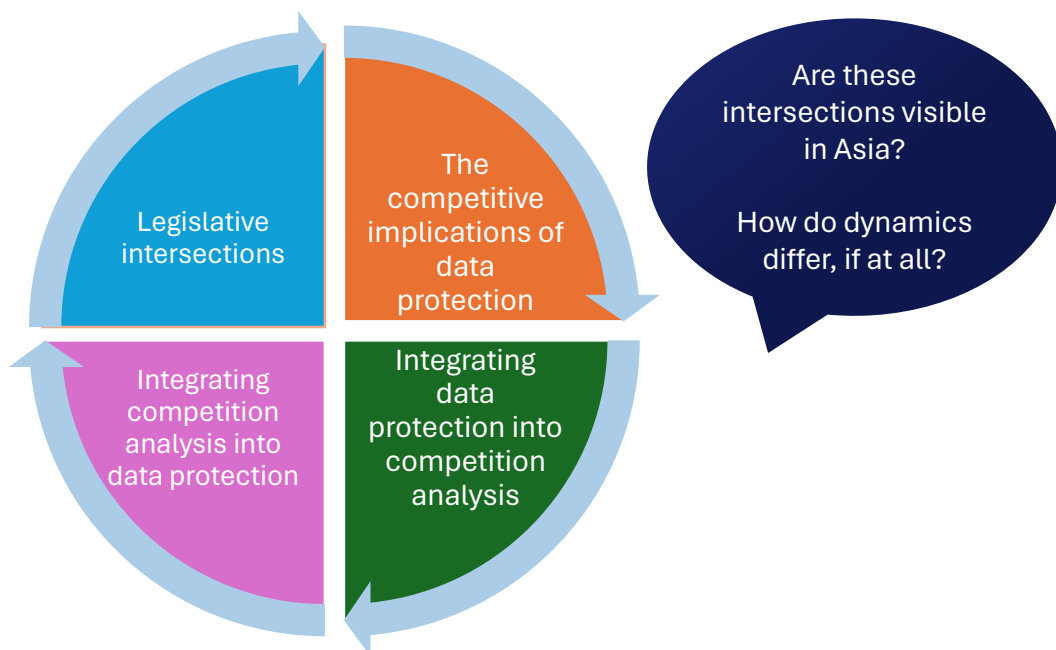 Legislative
intersections
The
competitive
implications of
data
protection
Integrating
competition
analysis into
data protection
Integrating
data
protection into
competition
analysis
Are these
intersections visible
in Asia?
How do dynamics
differ, if at all?